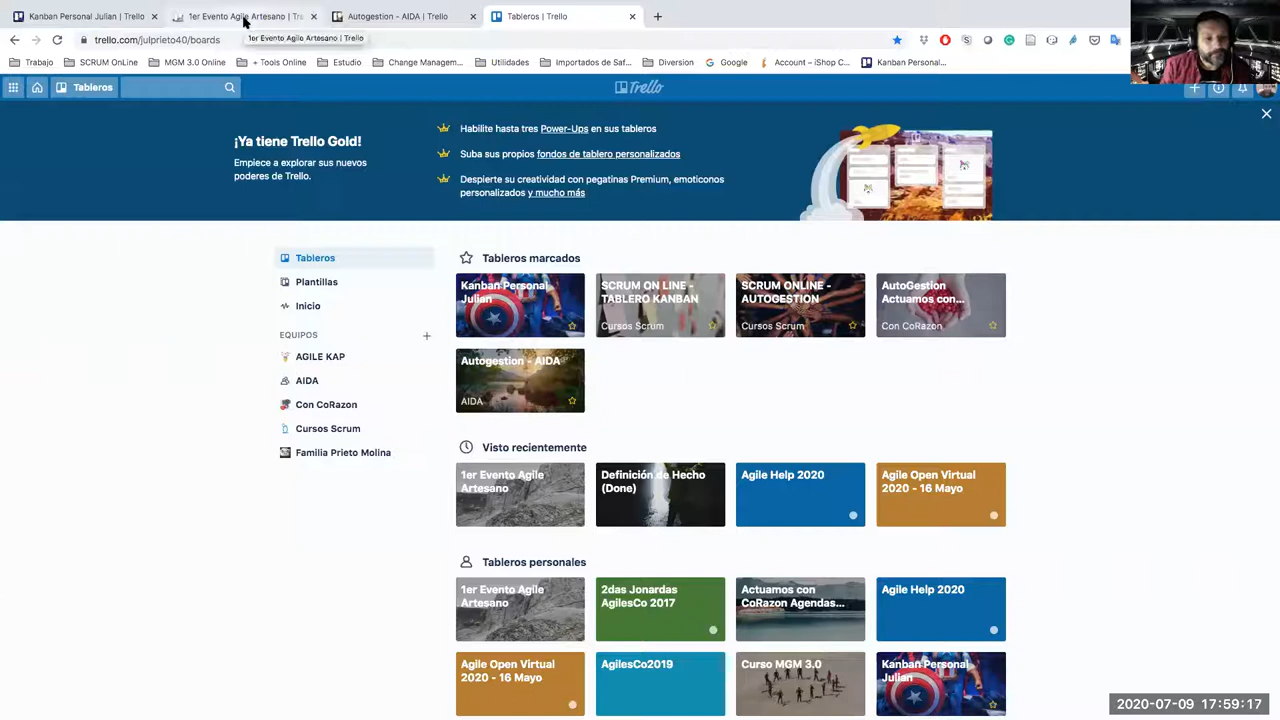 Kanban Personal Julian | Trello
1er Evento Agile Artesano | Tre
Autogestion - AIDA | Trello
Tableros | Trello
1er Evento Agile Artesano | Trello
trello.com/julprieto40/boards
Trabajo
SCRUM OnLine
MGM 3.0 Online
+ Tools Online
Estudio
Change Managem...
Utilidades
Importados de Saf...
Diversion
Google
Account – iShop C...
Kanban Personal...
Tableros
Trello
¡Ya tiene Trello Gold!
Empiece a explorar sus nuevos
poderes de Trello.
Habilite hasta tres Power-Ups en sus tableros
Suba sus propios fondos de tablero personalizados
Despierte su creatividad con pegatinas Premium, emoticonos
personalizados y mucho más
Tableros
Plantillas
Inicio
EQUIPOS
AGILE KAP
AIDA
Con CoRazon
Cursos Scrum
Familia Prieto Molina
Tableros marcados
Kanban Personal
Julian
SCRUM ON LINE -
TABLERO KANBAN
Cursos Scrum
SCRUM ONLINE -
AUTOGESTION
Cursos Scrum
AutoGestion
Actuamos con...
Con CoRazon
Autogestion - AIDA
AIDA
Visto recientemente
1er Evento Agile
Artesano
Definición de Hecho
(Done)
Agile Help 2020
Agile Open Virtual
2020 - 16 Mayo
Tableros personales
1er Evento Agile
Artesano
2das Jonardas
AgilesCo 2017
Actuamos con
CoRazon Agendas...
Agile Help 2020
Agile Open Virtual
2020 - 16 Mayo
AgilesCo2019
Curso MGM 3.0
Kanban Personal
Julian
2020-07-09 17:59:17